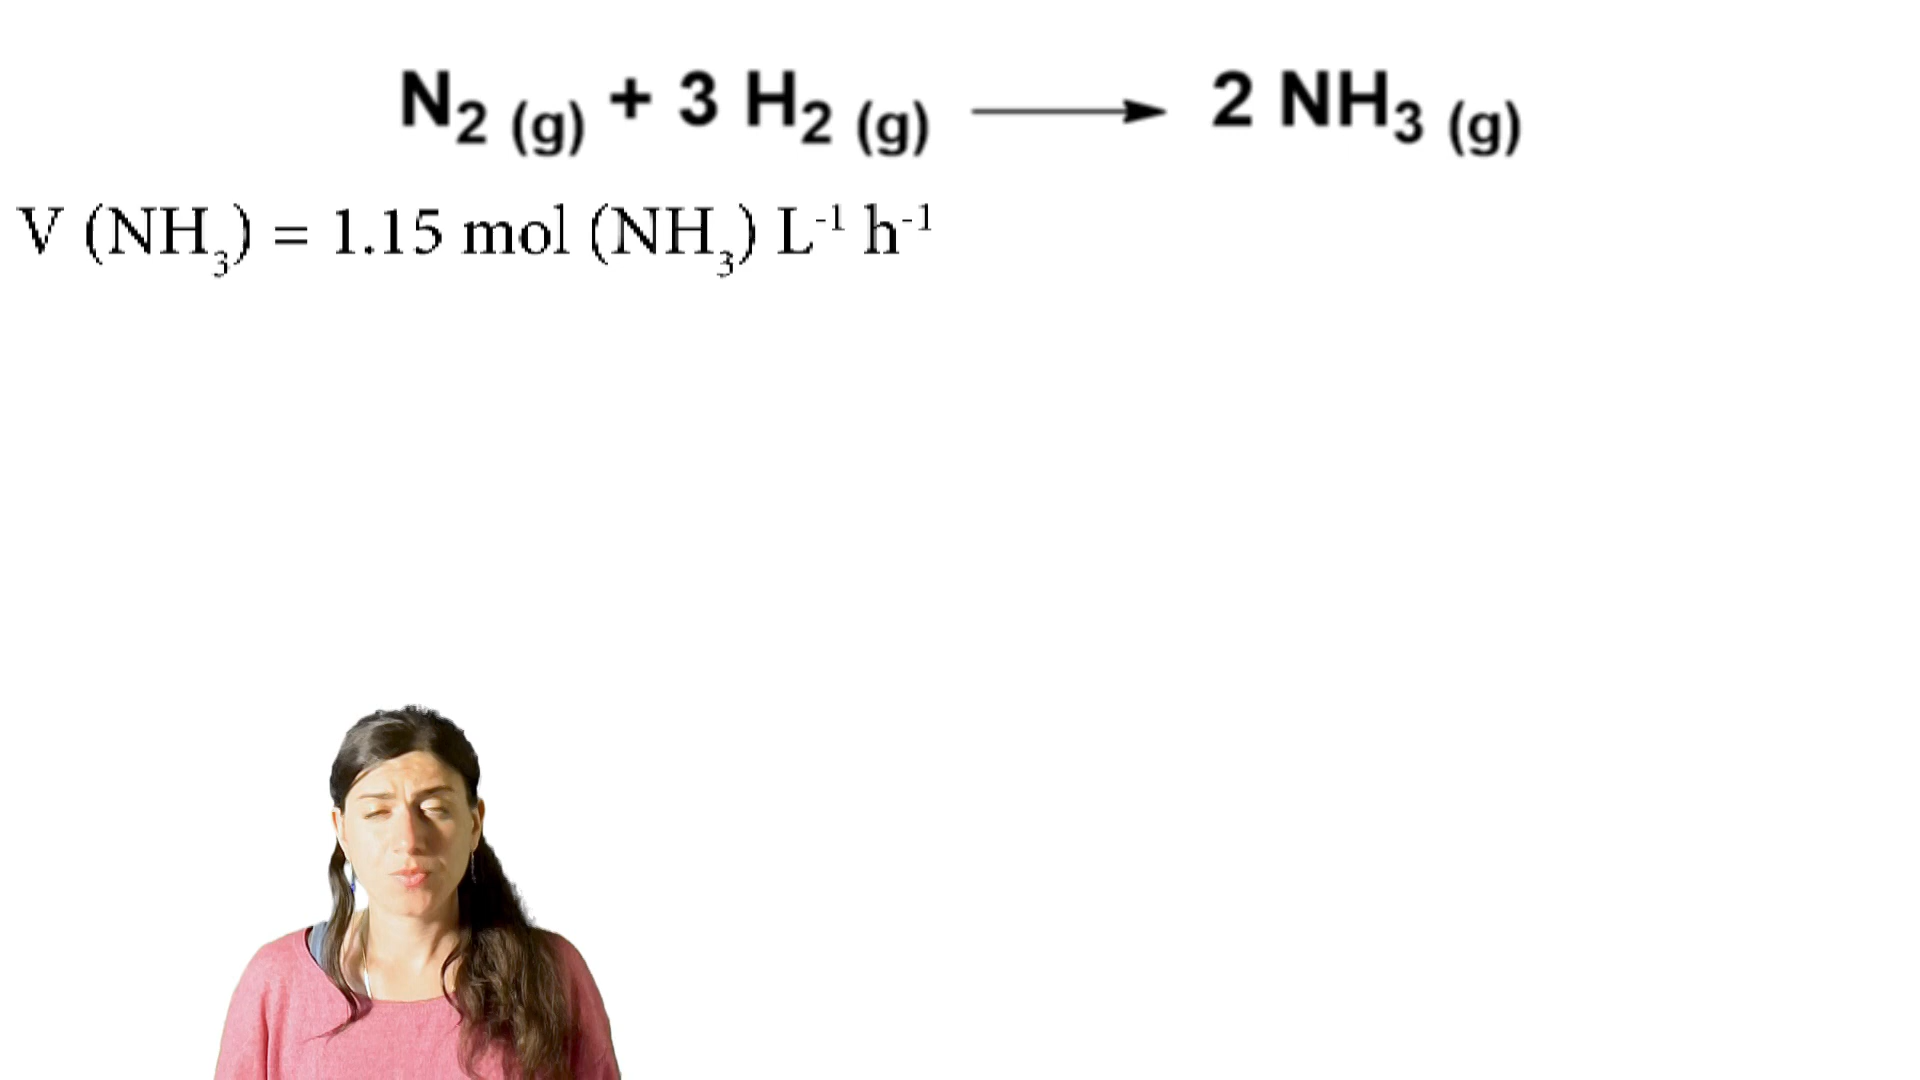 N₂ (g) + 3 H₂ (g) ⟶ 2 NH₃ (g)
V (NH₃) = 1.15 mol (NH₃) L⁻¹ h⁻¹